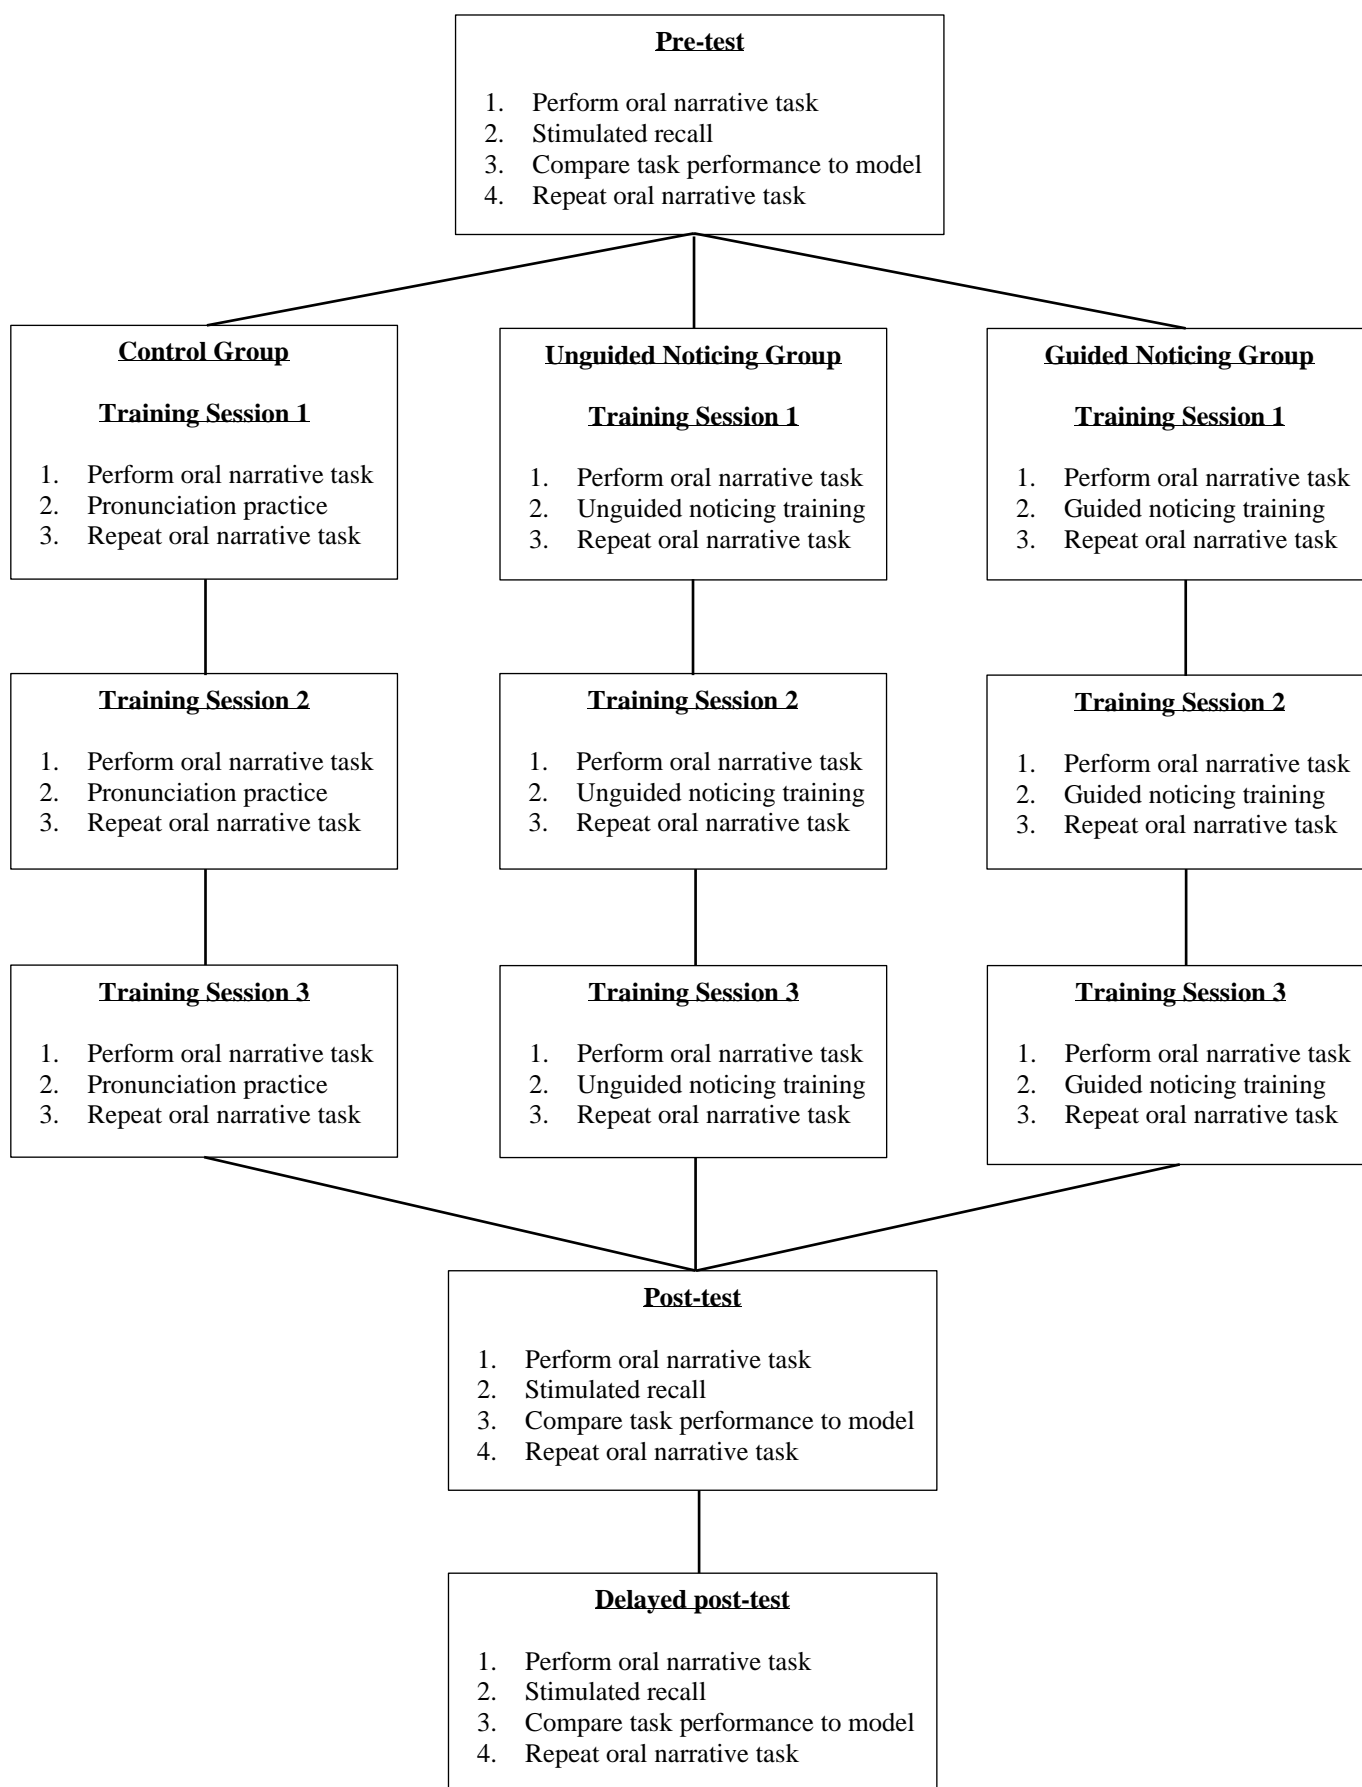 Pre-test
1. Perform oral narrative task
2. Stimulated recall
3. Compare task performance to model
4. Repeat oral narrative task
Control Group
Training Session 1
1. Perform oral narrative task
2. Pronunciation practice
3. Repeat oral narrative task
Unguided Noticing Group
Training Session 1
1. Perform oral narrative task
2. Unguided noticing training
3. Repeat oral narrative task
Guided Noticing Group
Training Session 1
1. Perform oral narrative task
2. Guided noticing training
3. Repeat oral narrative task
Training Session 2
1. Perform oral narrative task
2. Pronunciation practice
3. Repeat oral narrative task
Training Session 2
1. Perform oral narrative task
2. Unguided noticing training
3. Repeat oral narrative task
Training Session 2
1. Perform oral narrative task
2. Guided noticing training
3. Repeat oral narrative task
Training Session 3
1. Perform oral narrative task
2. Pronunciation practice
3. Repeat oral narrative task
Training Session 3
1. Perform oral narrative task
2. Unguided noticing training
3. Repeat oral narrative task
Training Session 3
1. Perform oral narrative task
2. Guided noticing training
3. Repeat oral narrative task
Post-test
1. Perform oral narrative task
2. Stimulated recall
3. Compare task performance to model
4. Repeat oral narrative task
Delayed post-test
1. Perform oral narrative task
2. Stimulated recall
3. Compare task performance to model
4. Repeat oral narrative task